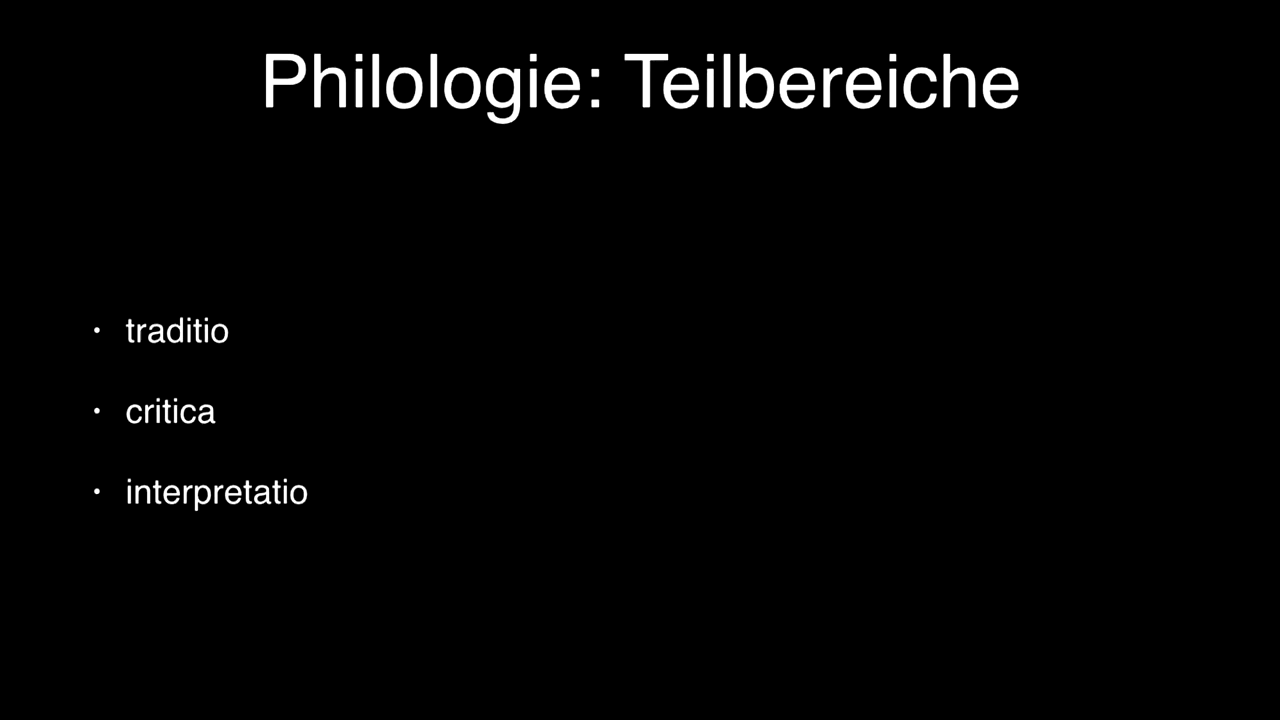 Philologie: Teilbereiche
• traditio
• critica
• interpretatio